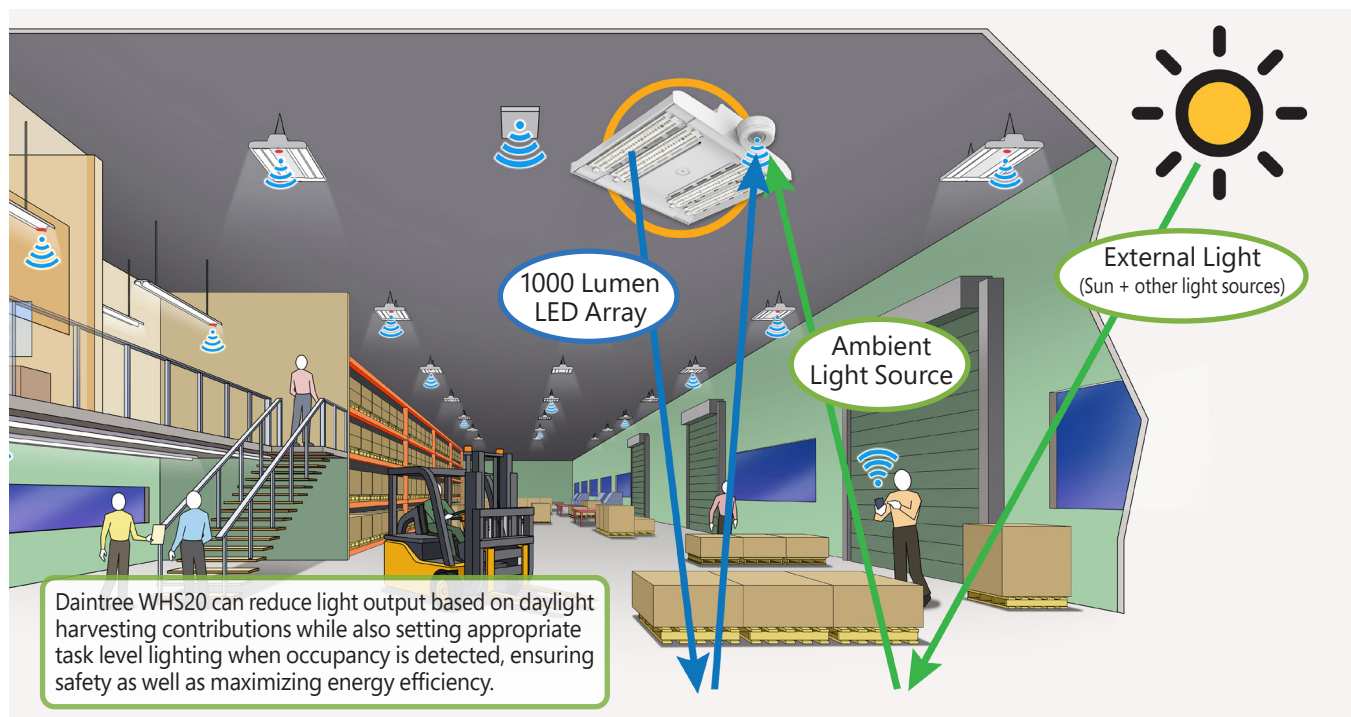 1000 Lumen
LED Array
External Light
(Sun + other light sources)
Ambient
Light Source
Daintree WHS20 can reduce light output based on daylight
harvesting contributions while also setting appropriate
task level lighting when occupancy is detected, ensuring
safety as well as maximizing energy efficiency.